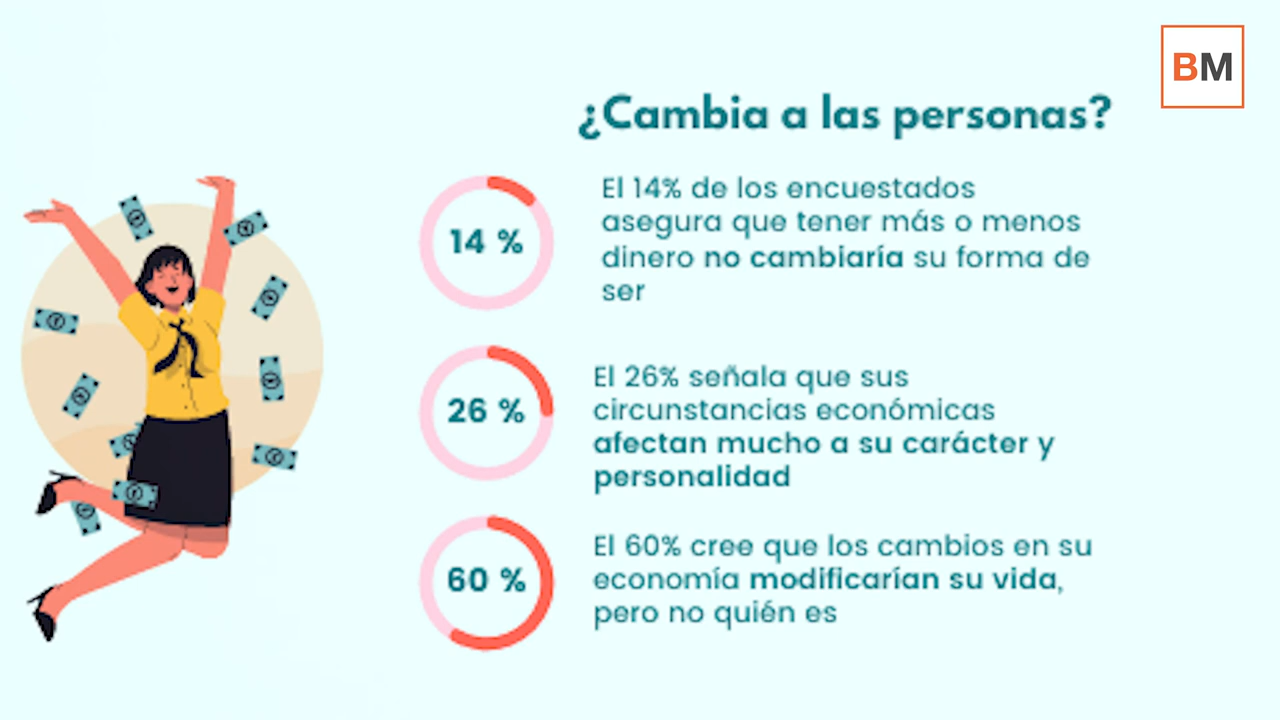 BM
¿Cambia a las personas?
14 %
El 14% de los encuestados
asegura que tener más o menos
dinero no cambiaría su forma de
ser
26 %
El 26% señala que sus
circunstancias económicas
afectan mucho a su carácter y
personalidad
60 %
El 60% cree que los cambios en su
economía modificarían su vida,
pero no quién es